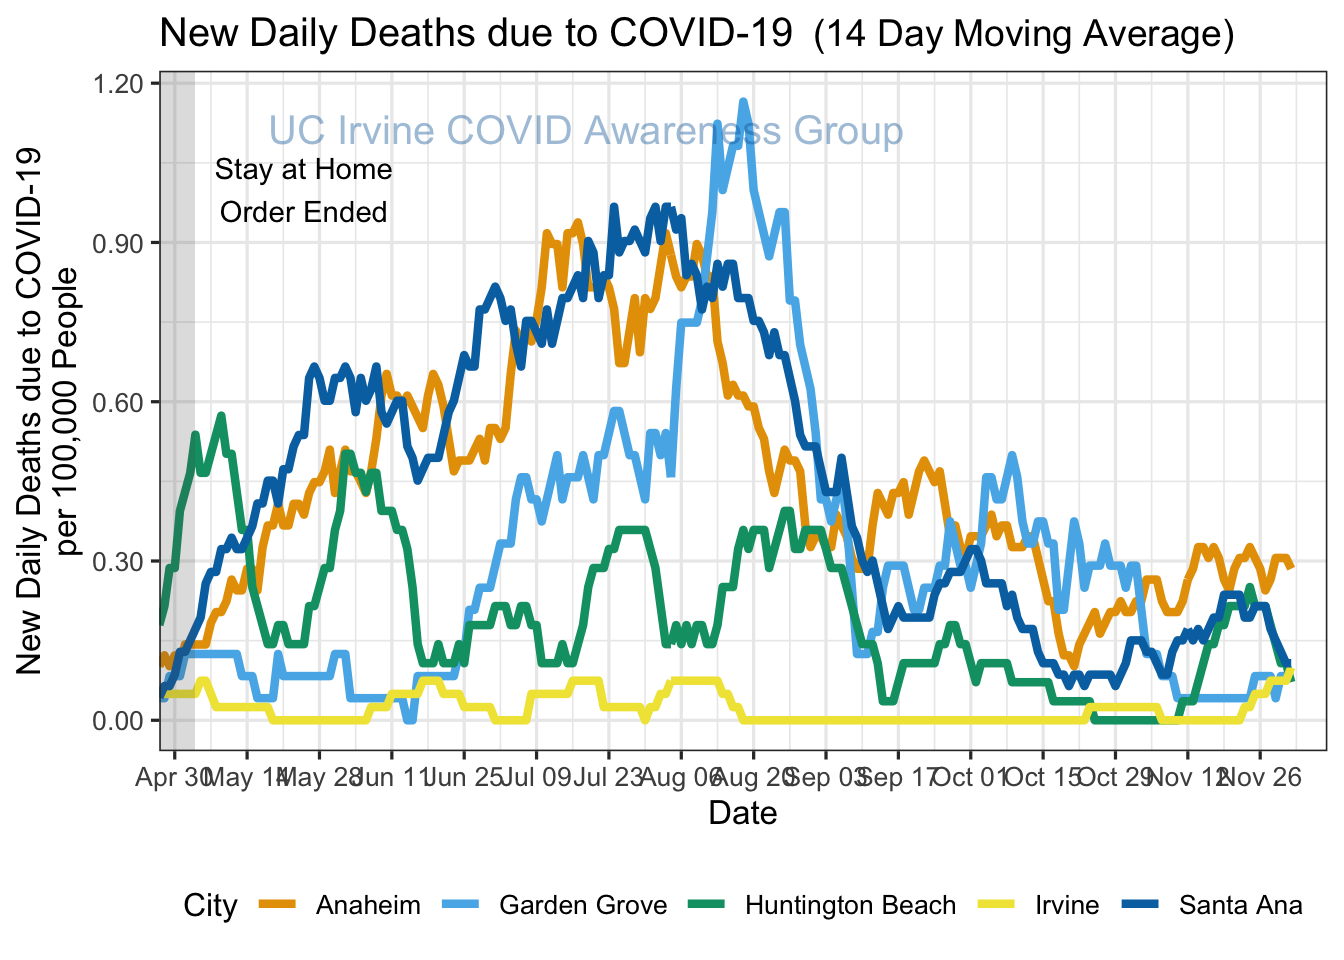 New Daily Deaths due to COVID-19 (14 Day Moving Average)
New Daily Deaths due to COVID-19
per 100,000 People
1.20
0.90
0.60
0.30
0.00
UC Irvine COVID Awareness Group
Stay at Home
Order Ended
Apr 30 May 14 May 28 Jun 11 Jun 25 Jul 09 Jul 23 Aug 06 Aug 20 Sep 03 Sep 17 Oct 01 Oct 15 Oct 29 Nov 12 Nov 26
Date
City Anaheim Garden Grove Huntington Beach Irvine Santa Ana